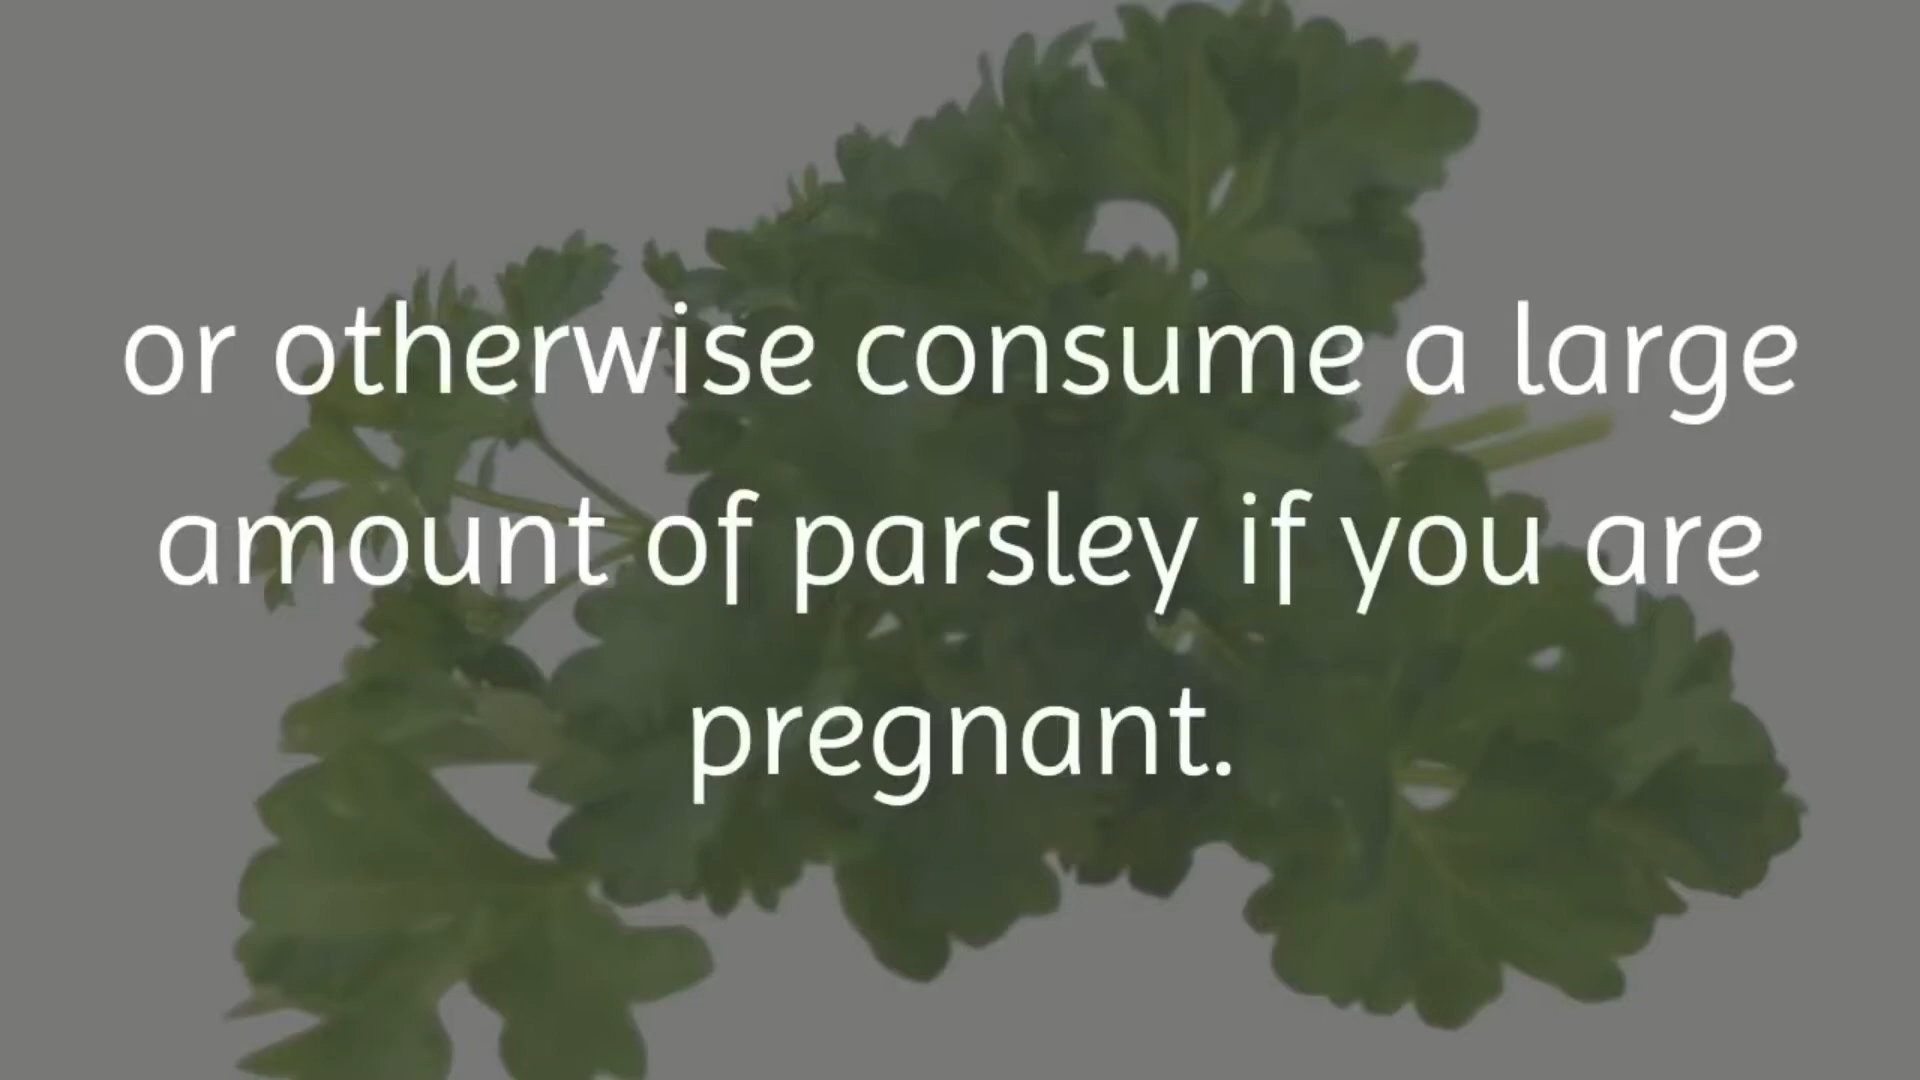 or otherwise consume a large
amount of parsley if you are
pregnant.